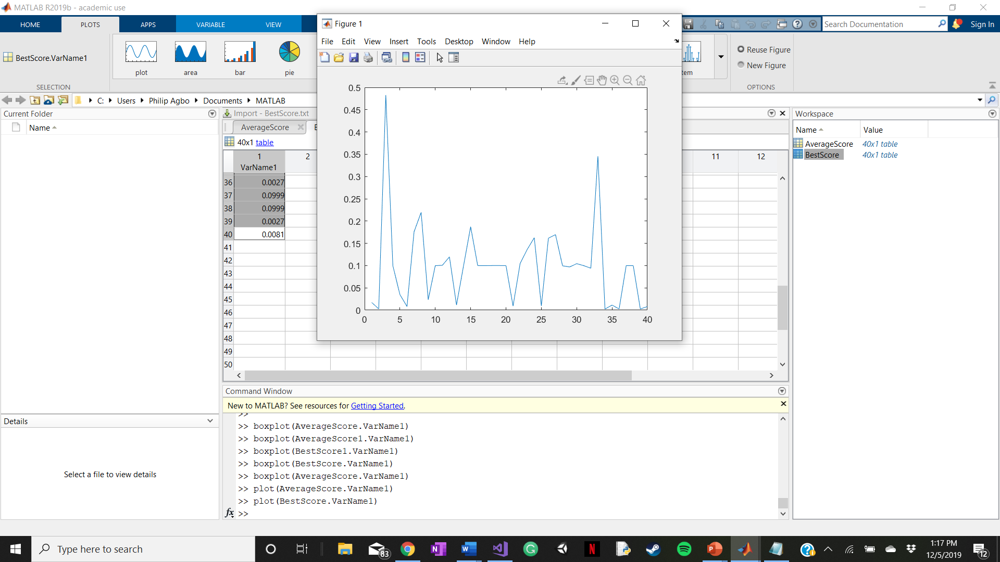 MATLAB R2019b - academic use
HOME PLOTS APPS VARIABLE VIEW
Search Documentation
Sign In
BestScore.VarName1
plot area bar pie
Reuse Figure
New Figure
SELECTION
OPTIONS
C: Users Philip Agbo Documents MATLAB
Current Folder
Name
Details
Select a file to view details
Import - BestScore.txt
AverageScore
40x1 table
1 2 11 12
VarName1
36 0.0027
37 0.0999
38 0.0999
39 0.0027
40 0.0081
41
42
43
44
45
46
47
48
49
50
Figure 1
File Edit View Insert Tools Desktop Window Help
0.5
0.45
0.4
0.35
0.3
0.25
0.2
0.15
0.1
0.05
0
0 5 10 15 20 25 30 35 40
Workspace
Name Value
AverageScore 40x1 table
BestScore 40x1 table
Command Window
New to MATLAB? See resources for Getting Started.
>>
>> boxplot(AverageScore.VarName1)
>> boxplot(AverageScore1.VarName1)
>> boxplot(BestScore1.VarName1)
>> boxplot(BestScore.VarName1)
>> boxplot(AverageScore.VarName1)
>> plot(AverageScore.VarName1)
>> plot(BestScore.VarName1)
fx >>
Type here to search
83
1:17 PM
12/5/2019
12